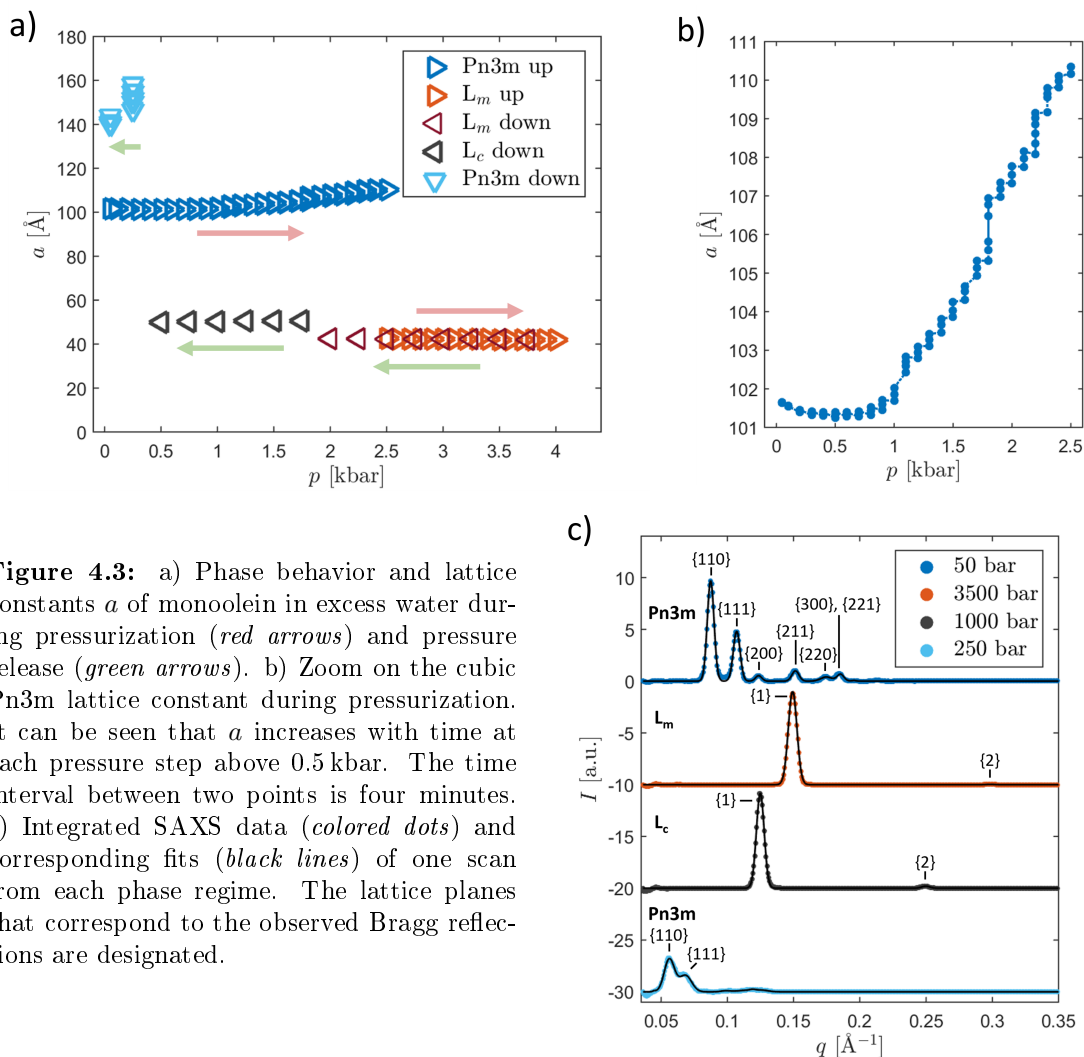 a)
180
160
140
120
100
80
60
40
20
0
a [Å]
0 0.5 1 1.5 2 2.5 3 3.5 4
p [kbar]
Pn3m up
Lm up
Lm down
Lc down
Pn3m down
b)
111
110
109
108
107
106
105
104
103
102
101
a [Å]
0 0.5 1 1.5 2 2.5
p [kbar]
igure 4.3: a) Phase behavior and lattice
onstants a of monoolein in excess water dur-
ng pressurization (red arrows) and pressure
elease (green arrows). b) Zoom on the cubic
Pn3m lattice constant during pressurization.
t can be seen that a increases with time at
ach pressure step above 0.5 kbar. The time
nterval between two points is four minutes.
) Integrated SAXS data (colored dots) and
orresponding fits (black lines) of one scan
rom each phase regime. The lattice planes
hat correspond to the observed Bragg reflec-
ions are designated.
c)
10
5
0
-5
-10
-15
-20
-25
-30
I [a.u.]
0.05 0.1 0.15 0.2 0.25 0.3 0.35
q [Å⁻¹]
50 bar
3500 bar
1000 bar
250 bar
Pn3m
{110}
{111}
{200}
{211}
{220}
{300}, {221}
Lm
{1}
{2}
Lc
{1}
{2}
Pn3m
{110}
{111}